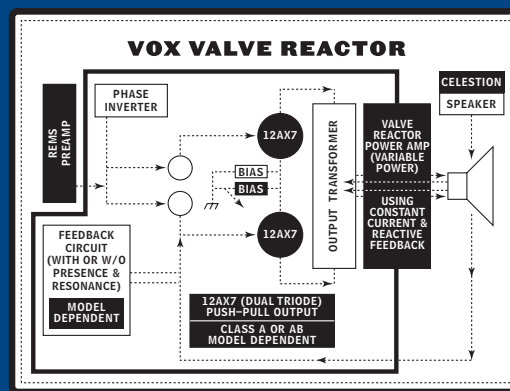 VOX VALVE REACTOR
REMS
PREAMP
PHASE
INVERTER
12AX7
BIAS
BIAS
12AX7
OUTPUT TRANSFORMER
VALVE
REACTOR
POWER AMP
(VARIABLE
POWER)
USING
CONSTANT
CURRENT &
REACTIVE
FEEDBACK
CELESTION
SPEAKER
FEEDBACK
CIRCUIT
(WITH OR W/O
PRESENCE &
RESONANCE)
MODEL
DEPENDENT
12AX7 (DUAL TRIODE)
PUSH–PULL OUTPUT
CLASS A OR AB
MODEL DEPENDENT